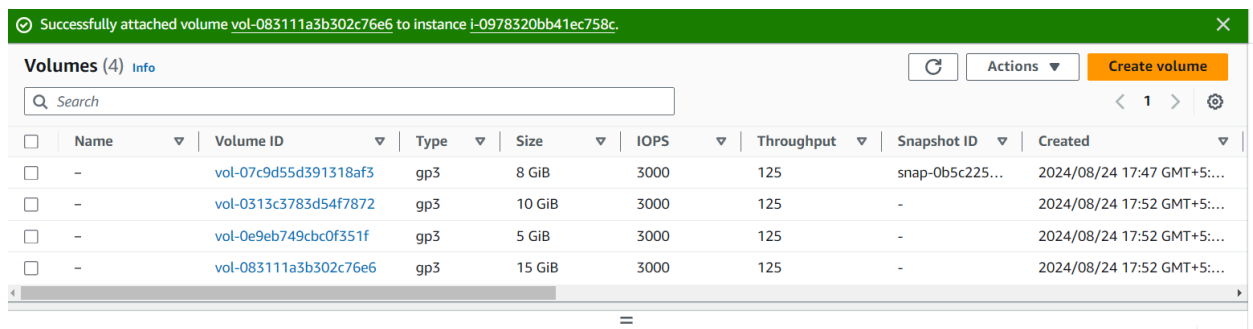 Successfully attached volume vol-083111a3b302c76e6 to instance i-0978320bb41ec758c.
Volumes (4) Info Actions Create volume
Search 1
Name Volume ID Type Size IOPS Throughput Snapshot ID Created
– vol-07c9d55d391318af3 gp3 8 GiB 3000 125 snap-0b5c225... 2024/08/24 17:47 GMT+5:...
– vol-0313c3783d54f7872 gp3 10 GiB 3000 125 - 2024/08/24 17:52 GMT+5:...
– vol-0e9eb749cbc0f351f gp3 5 GiB 3000 125 - 2024/08/24 17:52 GMT+5:...
– vol-083111a3b302c76e6 gp3 15 GiB 3000 125 - 2024/08/24 17:52 GMT+5:...